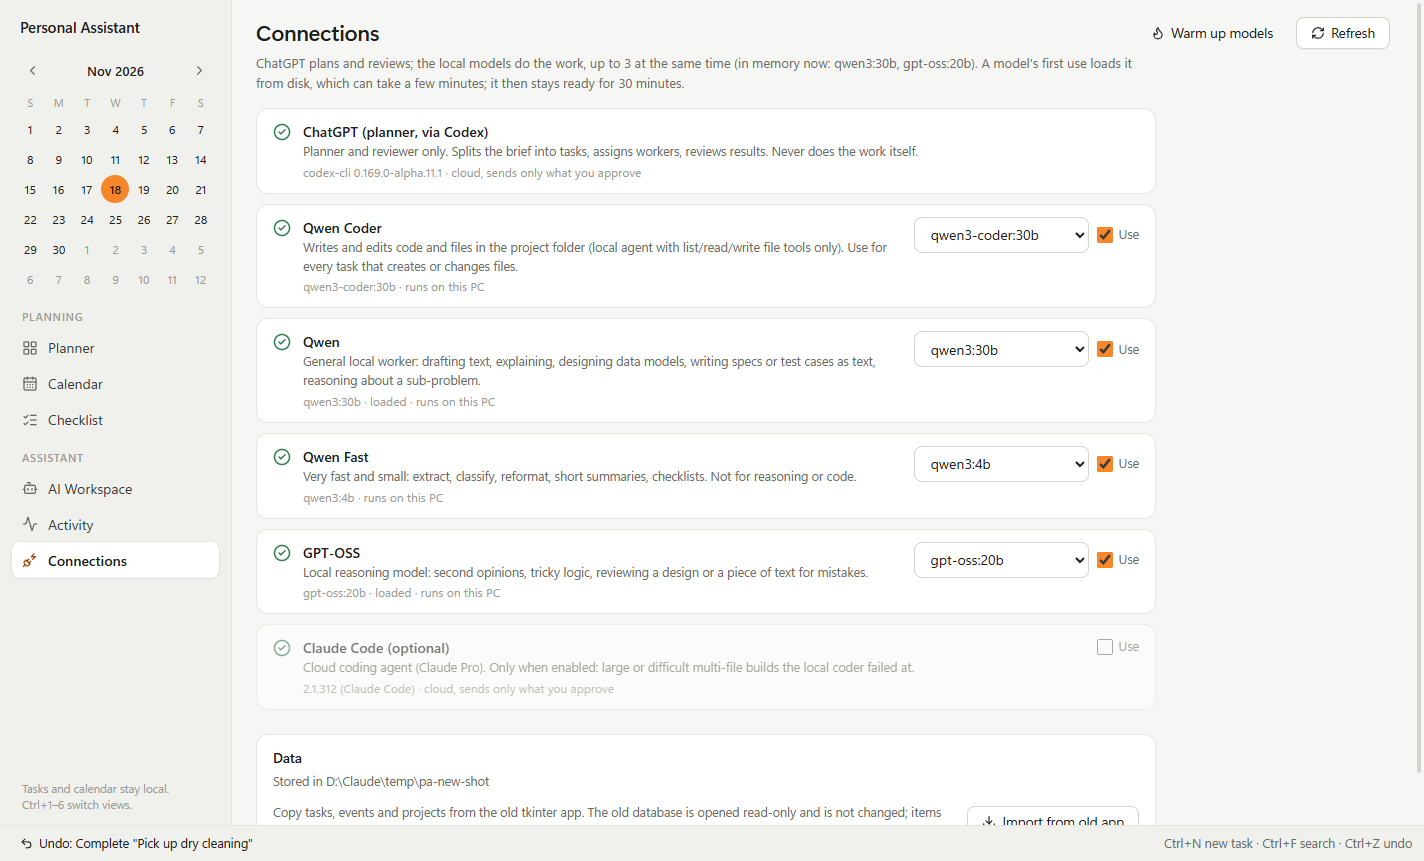 Personal Assistant
Nov 2026
S M T W T F S
1 2 3 4 5 6 7
8 9 10 11 12 13 14
15 16 17 18 19 20 21
22 23 24 25 26 27 28
29 30 1 2 3 4 5
6 7 8 9 10 11 12
PLANNING
Planner
Calendar
Checklist
ASSISTANT
AI Workspace
Activity
Connections
Tasks and calendar stay local.
Ctrl+1–6 switch views.
Connections
Warm up models
Refresh
ChatGPT plans and reviews; the local models do the work, up to 3 at the same time (in memory now: qwen3:30b, gpt-oss:20b). A model's first use loads it
from disk, which can take a few minutes; it then stays ready for 30 minutes.
ChatGPT (planner, via Codex)
Planner and reviewer only. Splits the brief into tasks, assigns workers, reviews results. Never does the work itself.
codex-cli 0.169.0-alpha.11.1 · cloud, sends only what you approve
Qwen Coder
Writes and edits code and files in the project folder (local agent with list/read/write file tools only). Use for
every task that creates or changes files.
qwen3-coder:30b · runs on this PC
qwen3-coder:30b
Use
Qwen
General local worker: drafting text, explaining, designing data models, writing specs or test cases as text,
reasoning about a sub-problem.
qwen3:30b · loaded · runs on this PC
qwen3:30b
Use
Qwen Fast
Very fast and small: extract, classify, reformat, short summaries, checklists. Not for reasoning or code.
qwen3:4b · runs on this PC
qwen3:4b
Use
GPT-OSS
Local reasoning model: second opinions, tricky logic, reviewing a design or a piece of text for mistakes.
gpt-oss:20b · loaded · runs on this PC
gpt-oss:20b
Use
Claude Code (optional)
Cloud coding agent (Claude Pro). Only when enabled: large or difficult multi-file builds the local coder failed at.
2.1.312 (Claude Code) · cloud, sends only what you approve
Use
Data
Stored in D:\Claude\temp\pa-new-shot
Copy tasks, events and projects from the old tkinter app. The old database is opened read-only and is not changed; items
Import from old app
Undo: Complete "Pick up dry cleaning"
Ctrl+N new task · Ctrl+F search · Ctrl+Z undo